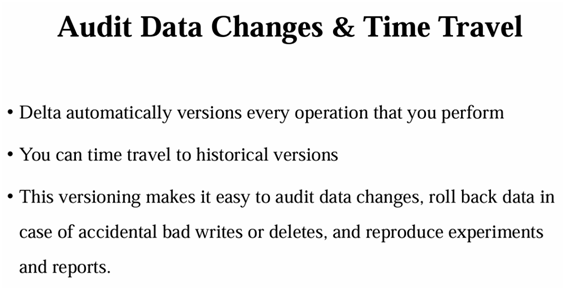 Audit Data Changes & Time Travel
• Delta automatically versions every operation that you perform
• You can time travel to historical versions
• This versioning makes it easy to audit data changes, roll back data in
case of accidental bad writes or deletes, and reproduce experiments
and reports.